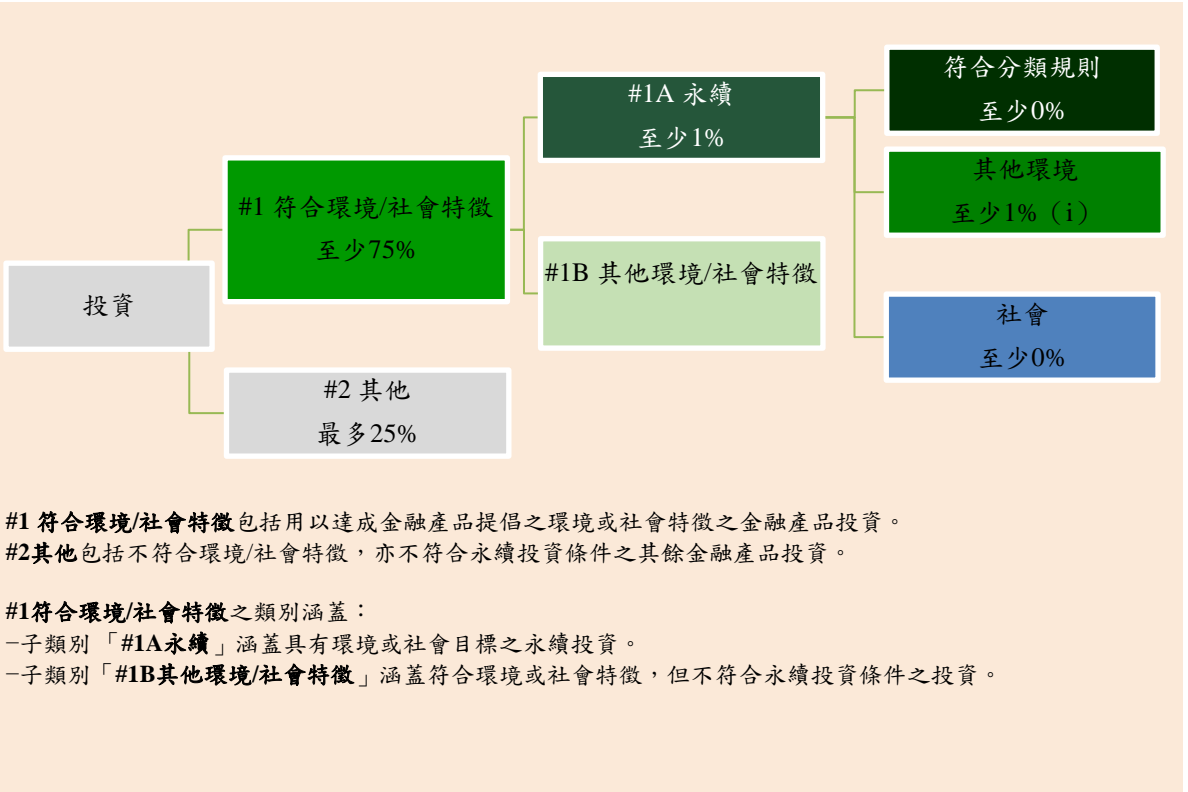 投資
#1 符合環境/社會特徵
至少75%
#2 其他
最多25%
#1A 永續
至少1%
#1B 其他環境/社會特徵
符合分類規則
至少0%
其他環境
至少1%（i）
社會
至少0%
#1 符合環境/社會特徵包括用以達成金融產品提倡之環境或社會特徵之金融產品投資。
#2其他包括不符合環境/社會特徵，亦不符合永續投資條件之其餘金融產品投資。
#1符合環境/社會特徵之類別涵蓋：
−子類別 「#1A永續」涵蓋具有環境或社會目標之永續投資。
−子類別「#1B其他環境/社會特徵」涵蓋符合環境或社會特徵，但不符合永續投資條件之投資。